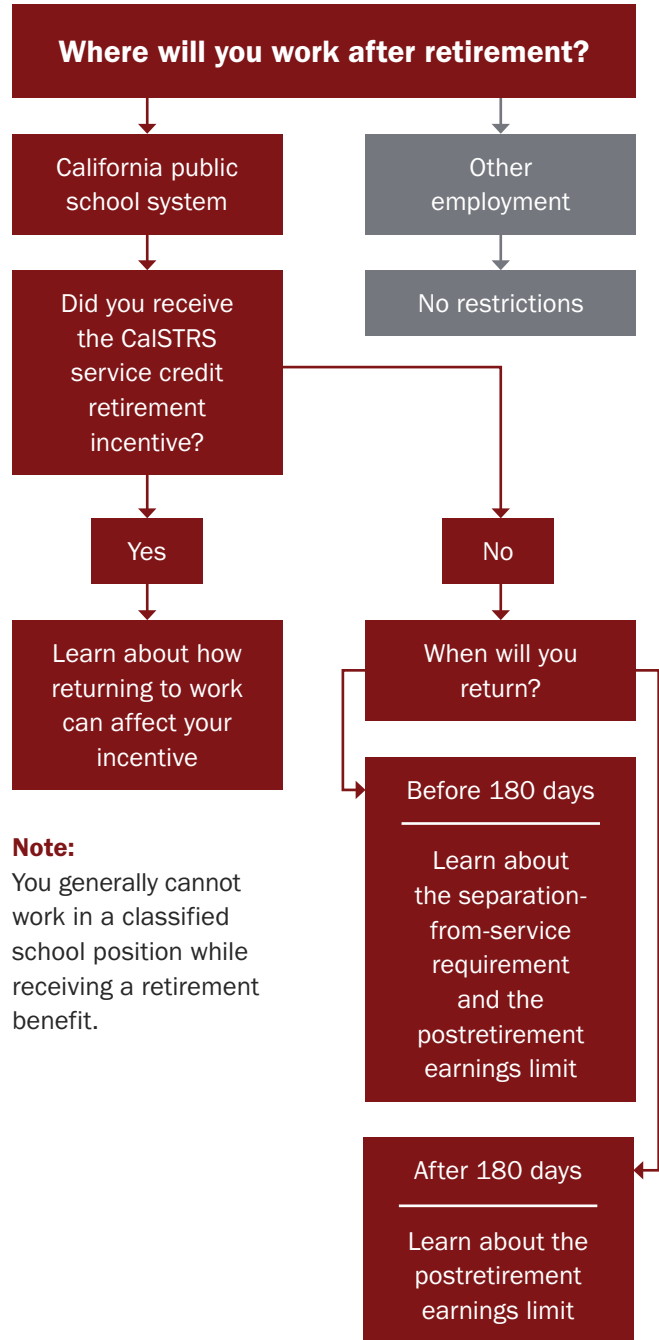 Where will you work after retirement?
California public
school system
Other
employment
Did you receive
the CalSTRS
service credit
retirement
incentive?
No restrictions
Yes
No
Learn about how
returning to work
can affect your
incentive
When will you
return?
Before 180 days
Learn about
the separation-
from-service
requirement
and the
postretirement
earnings limit
Note:
You generally cannot
work in a classified
school position while
receiving a retirement
benefit.
After 180 days
Learn about the
postretirement
earnings limit